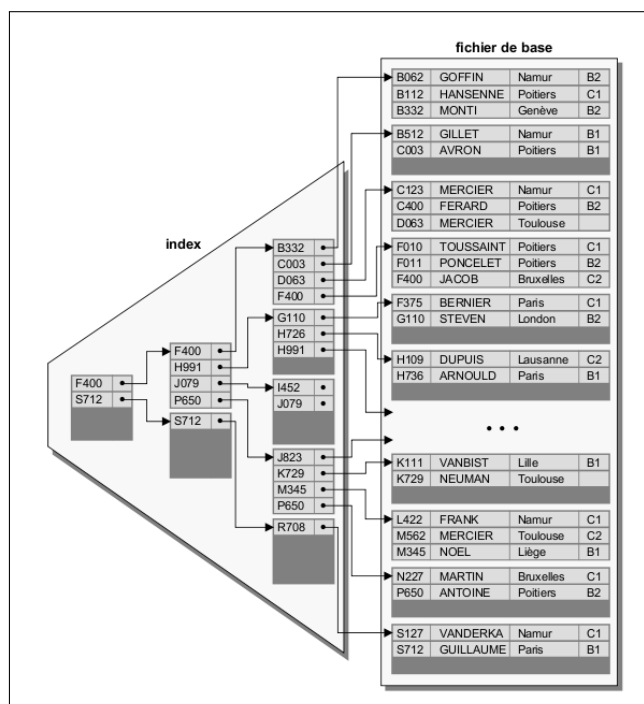 fichier de base
B062 GOFFIN Namur B2
B112 HANSENNE Poitiers C1
B332 MONTI Genève B2
B512 GILLET Namur B1
C003 AVRON Poitiers B1
C123 MERCIER Namur C1
C400 FERARD Poitiers B2
D063 MERCIER Toulouse
F010 TOUSSAINT Poitiers C1
F011 PONCELET Poitiers B2
F400 JACOB Bruxelles C2
F375 BERNIER Paris C1
G110 STEVEN London B2
H109 DUPUIS Lausanne C2
H736 ARNOULD Paris B1
• • •
K111 VANBIST Lille B1
K729 NEUMAN Toulouse
L422 FRANK Namur C1
M562 MERCIER Toulouse C2
M345 NOEL Liège B1
N227 MARTIN Bruxelles C1
P650 ANTOINE Poitiers B2
S127 VANDERKA Namur C1
S712 GUILLAUME Paris B1
index
F400
S712
F400
H991
J079
P650
S712
B332
C003
D063
F400
G110
H726
H991
I452
J079
J823
K729
M345
P650
R708